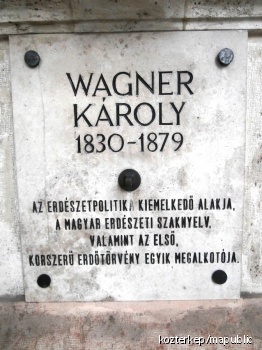 WAGNER
KÁROLY
1830-1879
AZ ERDÉSZETPOLITIKA KIEMELKEDŐ ALAKJA,
A MAGYAR ERDÉSZETI SZAKNYELV,
VALAMINT AZ ELSŐ,
KORSZERŰ ERDŐTÖRVÉNY EGYIK MEGALKOTÓJA.
kozterkep/mapublic